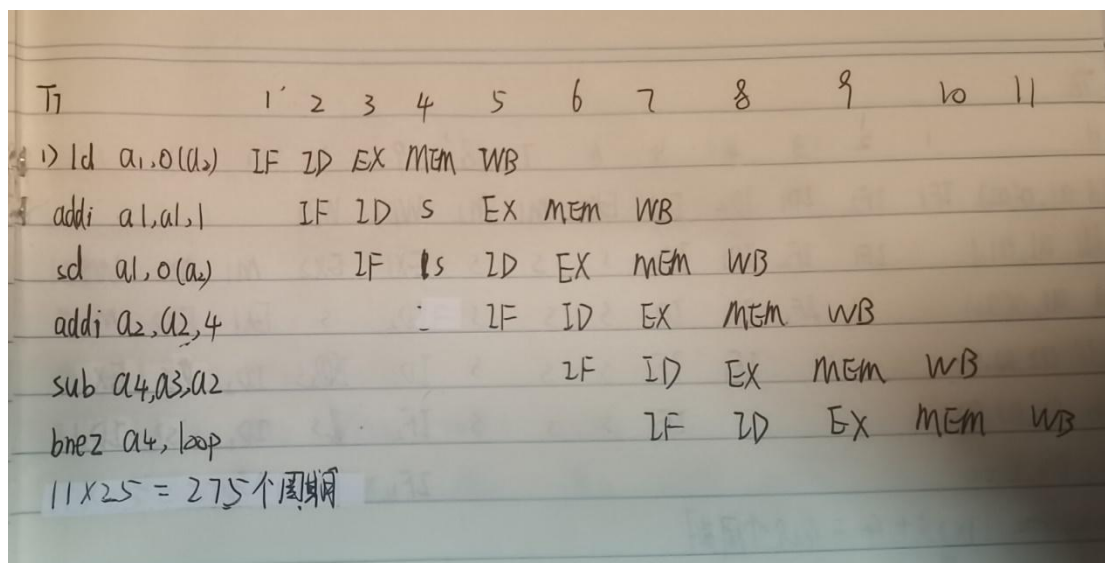 T1 1 2 3 4 5 6 7 8 9 10 11
1) ld a1,0(a2) IF ID EX MEM WB
addi a1,a1,1 IF ID S EX MEM WB
sd a1,0(a2) IF S ID EX MEM WB
addi a2,a2,4 IF ID EX MEM WB
sub a4,a3,a2 IF ID EX MEM WB
bnez a4,loop IF ID EX MEM WB
11×25=275个周期